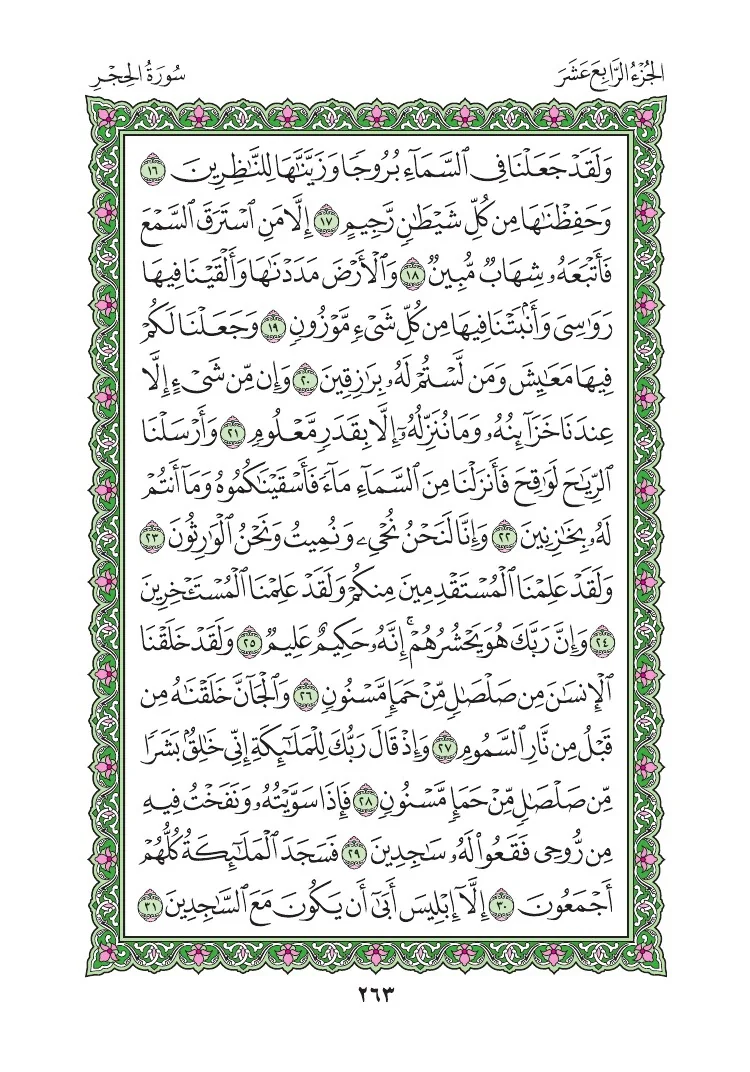 الجُزْءُ الرَّابِعَ عَشَرَ
سُورَةُ الحِجْرِ
وَلَقَدْ جَعَلْنَا فِي ٱلسَّمَآءِ بُرُوجًا وَزَيَّنَّٰهَا لِلنَّٰظِرِينَ ١٦
وَحَفِظْنَٰهَا مِن كُلِّ شَيْطَٰنٍ رَّجِيمٍ ١٧ إِلَّا مَنِ ٱسْتَرَقَ ٱلسَّمْعَ
فَأَتْبَعَهُۥ شِهَابٌ مُّبِينٌ ١٨ وَٱلْأَرْضَ مَدَدْنَٰهَا وَأَلْقَيْنَا فِيهَا
رَوَٰسِيَ وَأَنۢبَتْنَا فِيهَا مِن كُلِّ شَيْءٍ مَّوْزُونٍ ١٩ وَجَعَلْنَا لَكُمْ
فِيهَا مَعَٰيِشَ وَمَن لَّسْتُمْ لَهُۥ بِرَٰزِقِينَ ٢٠ وَإِن مِّن شَيْءٍ إِلَّا
عِندَنَا خَزَآئِنُهُۥ وَمَا نُنَزِّلُهُۥٓ إِلَّا بِقَدَرٍ مَّعْلُومٍ ٢١ وَأَرْسَلْنَا
ٱلرِّيَٰحَ لَوَٰقِحَ فَأَنزَلْنَا مِنَ ٱلسَّمَآءِ مَآءً فَأَسْقَيْنَٰكُمُوهُ وَمَآ أَنتُمْ
لَهُۥ بِخَٰزِنِينَ ٢٢ وَإِنَّا لَنَحْنُ نُحْيِۦ وَنُمِيتُ وَنَحْنُ ٱلْوَٰرِثُونَ ٢٣
وَلَقَدْ عَلِمْنَا ٱلْمُسْتَقْدِمِينَ مِنكُمْ وَلَقَدْ عَلِمْنَا ٱلْمُسْتَـْٔخِرِينَ
٢٤ وَإِنَّ رَبَّكَ هُوَ يَحْشُرُهُمْ ۚ إِنَّهُۥ حَكِيمٌ عَلِيمٌ ٢٥ وَلَقَدْ خَلَقْنَا
ٱلْإِنسَٰنَ مِن صَلْصَٰلٍ مِّنْ حَمَإٍ مَّسْنُونٍ ٢٦ وَٱلْجَآنَّ خَلَقْنَٰهُ مِن
قَبْلُ مِن نَّارِ ٱلسَّمُومِ ٢٧ وَإِذْ قَالَ رَبُّكَ لِلْمَلَٰٓئِكَةِ إِنِّي خَٰلِقٌۢ بَشَرًا
مِّن صَلْصَٰلٍ مِّنْ حَمَإٍ مَّسْنُونٍ ٢٨ فَإِذَا سَوَّيْتُهُۥ وَنَفَخْتُ فِيهِ
مِن رُّوحِي فَقَعُوا۟ لَهُۥ سَٰجِدِينَ ٢٩ فَسَجَدَ ٱلْمَلَٰٓئِكَةُ كُلُّهُمْ
أَجْمَعُونَ ٣٠ إِلَّآ إِبْلِيسَ أَبَىٰٓ أَن يَكُونَ مَعَ ٱلسَّٰجِدِينَ ٣١
٢٦٣